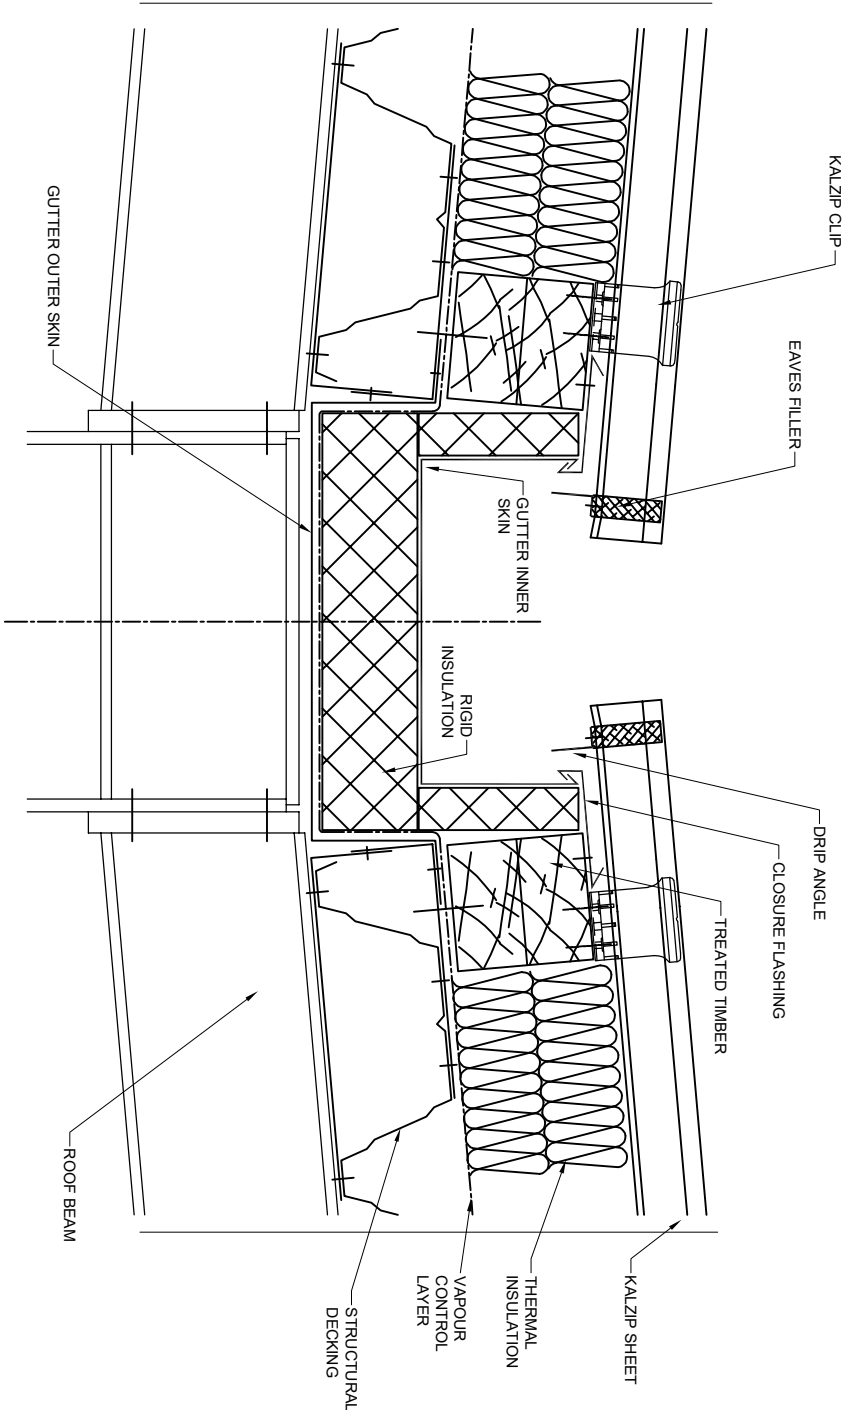 KALZIP CLIP
EAVES FILLER
DRIP ANGLE
CLOSURE FLASHING
TREATED TIMBER
KALZIP SHEET
THERMAL
INSULATION
VAPOUR
CONTROL
LAYER
STRUCTURAL
DECKING
GUTTER INNER
SKIN
RIGID
INSULATION
GUTTER OUTER SKIN
ROOF BEAM